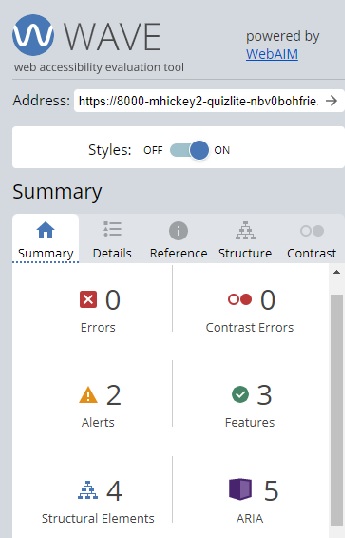 WAVE
web accessibility evaluation tool
powered by
WebAIM
Address: https://8000-mhickey2-quizlite-nbv0bohfrie.
Styles: OFF ON
Summary
Summary Details Reference Structure Contrast
0 0
Errors Contrast Errors
2 3
Alerts Features
4 5
Structural Elements ARIA